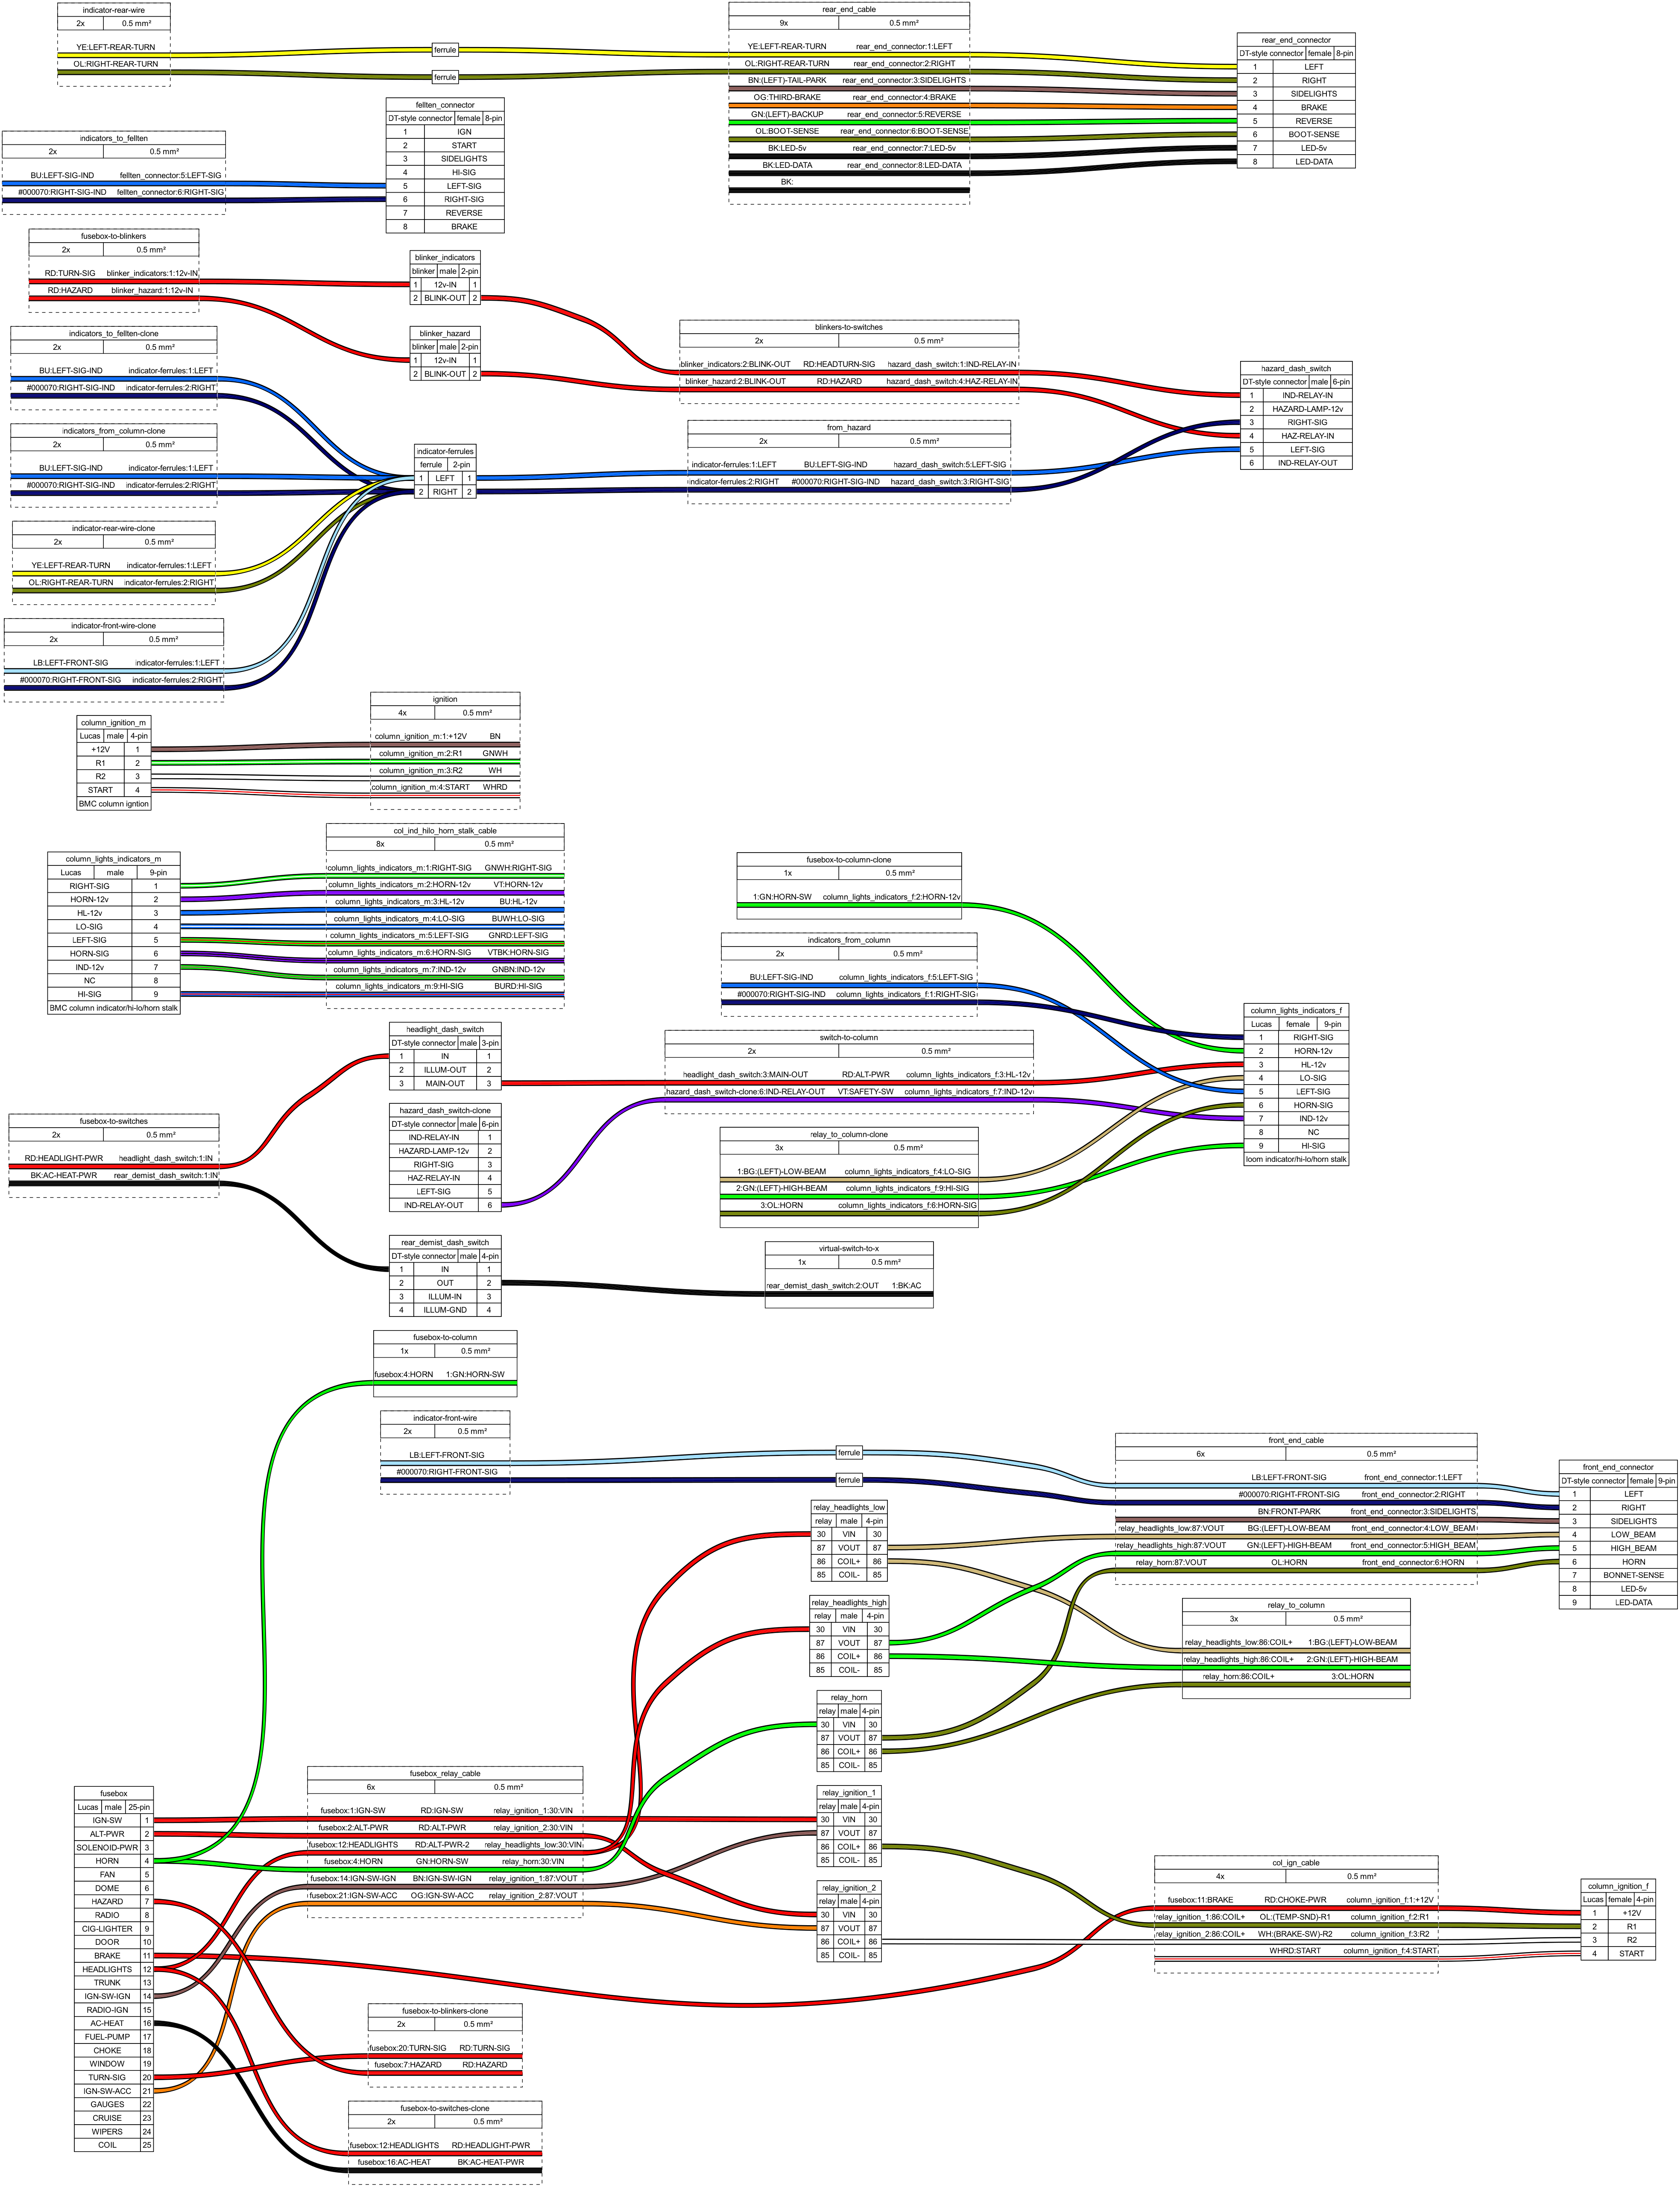 indicator-rear-wire
2x 0.5 mm²
YE:LEFT-REAR-TURN
OL:RIGHT-REAR-TURN
ferrule
ferrule
rear_end_cable
9x 0.5 mm²
YE:LEFT-REAR-TURN rear_end_connector:1:LEFT
OL:RIGHT-REAR-TURN rear_end_connector:2:RIGHT
BN:(LEFT)-TAIL-PARK rear_end_connector:3:SIDELIGHTS
OG:THIRD-BRAKE rear_end_connector:4:BRAKE
GN:(LEFT)-BACKUP rear_end_connector:5:REVERSE
OL:BOOT-SENSE rear_end_connector:6:BOOT-SENSE
BK:LED-5v rear_end_connector:7:LED-5v
BK:LED-DATA rear_end_connector:8:LED-DATA
BK:
rear_end_connector
DT-style connector female 8-pin
1 LEFT
2 RIGHT
3 SIDELIGHTS
4 BRAKE
5 REVERSE
6 BOOT-SENSE
7 LED-5v
8 LED-DATA
fellten_connector
DT-style connector female 8-pin
1 IGN
2 START
3 SIDELIGHTS
4 HI-SIG
5 LEFT-SIG
6 RIGHT-SIG
7 REVERSE
8 BRAKE
indicators_to_fellten
2x 0.5 mm²
BU:LEFT-SIG-IND fellten_connector:5:LEFT-SIG
#000070:RIGHT-SIG-IND fellten_connector:6:RIGHT-SIG
fusebox-to-blinkers
2x 0.5 mm²
RD:TURN-SIG blinker_indicators:1:12v-IN
RD:HAZARD blinker_hazard:1:12v-IN
blinker_indicators
blinker male 2-pin
1 12v-IN 1
2 BLINK-OUT 2
blinker_hazard
blinker male 2-pin
1 12v-IN 1
2 BLINK-OUT 2
blinkers-to-switches
2x 0.5 mm²
blinker_indicators:2:BLINK-OUT RD:HEADTURN-SIG hazard_dash_switch:1:IND-RELAY-IN
blinker_hazard:2:BLINK-OUT RD:HAZARD hazard_dash_switch:4:HAZ-RELAY-IN
hazard_dash_switch
DT-style connector male 6-pin
1 IND-RELAY-IN
2 HAZARD-LAMP-12v
3 RIGHT-SIG
4 HAZ-RELAY-IN
5 LEFT-SIG
6 IND-RELAY-OUT
indicators_to_fellten-clone
2x 0.5 mm²
BU:LEFT-SIG-IND indicator-ferrules:1:LEFT
#000070:RIGHT-SIG-IND indicator-ferrules:2:RIGHT
indicators_from_column-clone
2x 0.5 mm²
BU:LEFT-SIG-IND indicator-ferrules:1:LEFT
#000070:RIGHT-SIG-IND indicator-ferrules:2:RIGHT
indicator-ferrules
ferrule 2-pin
1 LEFT 1
2 RIGHT 2
from_hazard
2x 0.5 mm²
indicator-ferrules:1:LEFT BU:LEFT-SIG-IND hazard_dash_switch:5:LEFT-SIG
indicator-ferrules:2:RIGHT #000070:RIGHT-SIG-IND hazard_dash_switch:3:RIGHT-SIG
indicator-rear-wire-clone
2x 0.5 mm²
YE:LEFT-REAR-TURN indicator-ferrules:1:LEFT
OL:RIGHT-REAR-TURN indicator-ferrules:2:RIGHT
indicator-front-wire-clone
2x 0.5 mm²
LB:LEFT-FRONT-SIG indicator-ferrules:1:LEFT
#000070:RIGHT-FRONT-SIG indicator-ferrules:2:RIGHT
column_ignition_m
Lucas male 4-pin
+12V 1
R1 2
R2 3
START 4
BMC column igntion
ignition
4x 0.5 mm²
column_ignition_m:1:+12V BN
column_ignition_m:2:R1 GNWH
column_ignition_m:3:R2 WH
column_ignition_m:4:START WHRD
column_lights_indicators_m
Lucas male 9-pin
RIGHT-SIG 1
HORN-12v 2
HL-12v 3
LO-SIG 4
LEFT-SIG 5
HORN-SIG 6
IND-12v 7
NC 8
HI-SIG 9
BMC column indicator/hi-lo/horn stalk
col_ind_hilo_horn_stalk_cable
8x 0.5 mm²
column_lights_indicators_m:1:RIGHT-SIG GNWH:RIGHT-SIG
column_lights_indicators_m:2:HORN-12v VT:HORN-12v
column_lights_indicators_m:3:HL-12v BU:HL-12v
column_lights_indicators_m:4:LO-SIG BUWH:LO-SIG
column_lights_indicators_m:5:LEFT-SIG GNRD:LEFT-SIG
column_lights_indicators_m:6:HORN-SIG VTBK:HORN-SIG
column_lights_indicators_m:7:IND-12v GNBN:IND-12v
column_lights_indicators_m:9:HI-SIG BURD:HI-SIG
fusebox-to-column-clone
1x 0.5 mm²
1:GN:HORN-SW column_lights_indicators_f:2:HORN-12v
indicators_from_column
2x 0.5 mm²
BU:LEFT-SIG-IND column_lights_indicators_f:5:LEFT-SIG
#000070:RIGHT-SIG-IND column_lights_indicators_f:1:RIGHT-SIG
column_lights_indicators_f
Lucas female 9-pin
1 RIGHT-SIG
2 HORN-12v
3 HL-12v
4 LO-SIG
5 LEFT-SIG
6 HORN-SIG
7 IND-12v
8 NC
9 HI-SIG
loom indicator/hi-lo/horn stalk
headlight_dash_switch
DT-style connector male 3-pin
1 IN 1
2 ILLUM-OUT 2
3 MAIN-OUT 3
switch-to-column
2x 0.5 mm²
headlight_dash_switch:3:MAIN-OUT RD:ALT-PWR column_lights_indicators_f:3:HL-12v
hazard_dash_switch-clone:6:IND-RELAY-OUT VT:SAFETY-SW column_lights_indicators_f:7:IND-12v
hazard_dash_switch-clone
DT-style connector male 6-pin
IND-RELAY-IN 1
HAZARD-LAMP-12v 2
RIGHT-SIG 3
HAZ-RELAY-IN 4
LEFT-SIG 5
IND-RELAY-OUT 6
fusebox-to-switches
2x 0.5 mm²
RD:HEADLIGHT-PWR headlight_dash_switch:1:IN
BK:AC-HEAT-PWR rear_demist_dash_switch:1:IN
relay_to_column-clone
3x 0.5 mm²
1:BG:(LEFT)-LOW-BEAM column_lights_indicators_f:4:LO-SIG
2:GN:(LEFT)-HIGH-BEAM column_lights_indicators_f:9:HI-SIG
3:OL:HORN column_lights_indicators_f:6:HORN-SIG
rear_demist_dash_switch
DT-style connector male 4-pin
1 IN 1
2 OUT 2
3 ILLUM-IN 3
4 ILLUM-GND 4
virtual-switch-to-x
1x 0.5 mm²
rear_demist_dash_switch:2:OUT 1:BK:AC
fusebox-to-column
1x 0.5 mm²
fusebox:4:HORN 1:GN:HORN-SW
indicator-front-wire
2x 0.5 mm²
LB:LEFT-FRONT-SIG
#000070:RIGHT-FRONT-SIG
ferrule
ferrule
front_end_cable
6x 0.5 mm²
LB:LEFT-FRONT-SIG front_end_connector:1:LEFT
#000070:RIGHT-FRONT-SIG front_end_connector:2:RIGHT
BN:FRONT-PARK front_end_connector:3:SIDELIGHTS
relay_headlights_low:87:VOUT BG:(LEFT)-LOW-BEAM front_end_connector:4:LOW_BEAM
relay_headlights_high:87:VOUT GN:(LEFT)-HIGH-BEAM front_end_connector:5:HIGH_BEAM
relay_horn:87:VOUT OL:HORN front_end_connector:6:HORN
front_end_connector
DT-style connector female 9-pin
1 LEFT
2 RIGHT
3 SIDELIGHTS
4 LOW_BEAM
5 HIGH_BEAM
6 HORN
7 BONNET-SENSE
8 LED-5v
9 LED-DATA
relay_headlights_low
relay male 4-pin
30 VIN 30
87 VOUT 87
86 COIL+ 86
85 COIL- 85
relay_headlights_high
relay male 4-pin
30 VIN 30
87 VOUT 87
86 COIL+ 86
85 COIL- 85
relay_to_column
3x 0.5 mm²
relay_headlights_low:86:COIL+ 1:BG:(LEFT)-LOW-BEAM
relay_headlights_high:86:COIL+ 2:GN:(LEFT)-HIGH-BEAM
relay_horn:86:COIL+ 3:OL:HORN
relay_horn
relay male 4-pin
30 VIN 30
87 VOUT 87
86 COIL+ 86
85 COIL- 85
fusebox_relay_cable
6x 0.5 mm²
fusebox:1:IGN-SW RD:IGN-SW relay_ignition_1:30:VIN
fusebox:2:ALT-PWR RD:ALT-PWR relay_ignition_2:30:VIN
fusebox:12:HEADLIGHTS RD:ALT-PWR-2 relay_headlights_low:30:VIN
fusebox:4:HORN GN:HORN-SW relay_horn:30:VIN
fusebox:14:IGN-SW-IGN BN:IGN-SW-IGN relay_ignition_1:87:VOUT
fusebox:21:IGN-SW-ACC OG:IGN-SW-ACC relay_ignition_2:87:VOUT
relay_ignition_1
relay male 4-pin
30 VIN 30
87 VOUT 87
86 COIL+ 86
85 COIL- 85
relay_ignition_2
relay male 4-pin
30 VIN 30
87 VOUT 87
86 COIL+ 86
85 COIL- 85
col_ign_cable
4x 0.5 mm²
fusebox:11:BRAKE RD:CHOKE-PWR column_ignition_f:1:+12V
relay_ignition_1:86:COIL+ OL:(TEMP-SND)-R1 column_ignition_f:2:R1
relay_ignition_2:86:COIL+ WH:(BRAKE-SW)-R2 column_ignition_f:3:R2
WHRD:START column_ignition_f:4:START
column_ignition_f
Lucas female 4-pin
1 +12V
2 R1
3 R2
4 START
fusebox
Lucas male 25-pin
IGN-SW 1
ALT-PWR 2
SOLENOID-PWR 3
HORN 4
FAN 5
DOME 6
HAZARD 7
RADIO 8
CIG-LIGHTER 9
DOOR 10
BRAKE 11
HEADLIGHTS 12
TRUNK 13
IGN-SW-IGN 14
RADIO-IGN 15
AC-HEAT 16
FUEL-PUMP 17
CHOKE 18
WINDOW 19
TURN-SIG 20
IGN-SW-ACC 21
GAUGES 22
CRUISE 23
WIPERS 24
COIL 25
fusebox-to-blinkers-clone
2x 0.5 mm²
fusebox:20:TURN-SIG RD:TURN-SIG
fusebox:7:HAZARD RD:HAZARD
fusebox-to-switches-clone
2x 0.5 mm²
fusebox:12:HEADLIGHTS RD:HEADLIGHT-PWR
fusebox:16:AC-HEAT BK:AC-HEAT-PWR